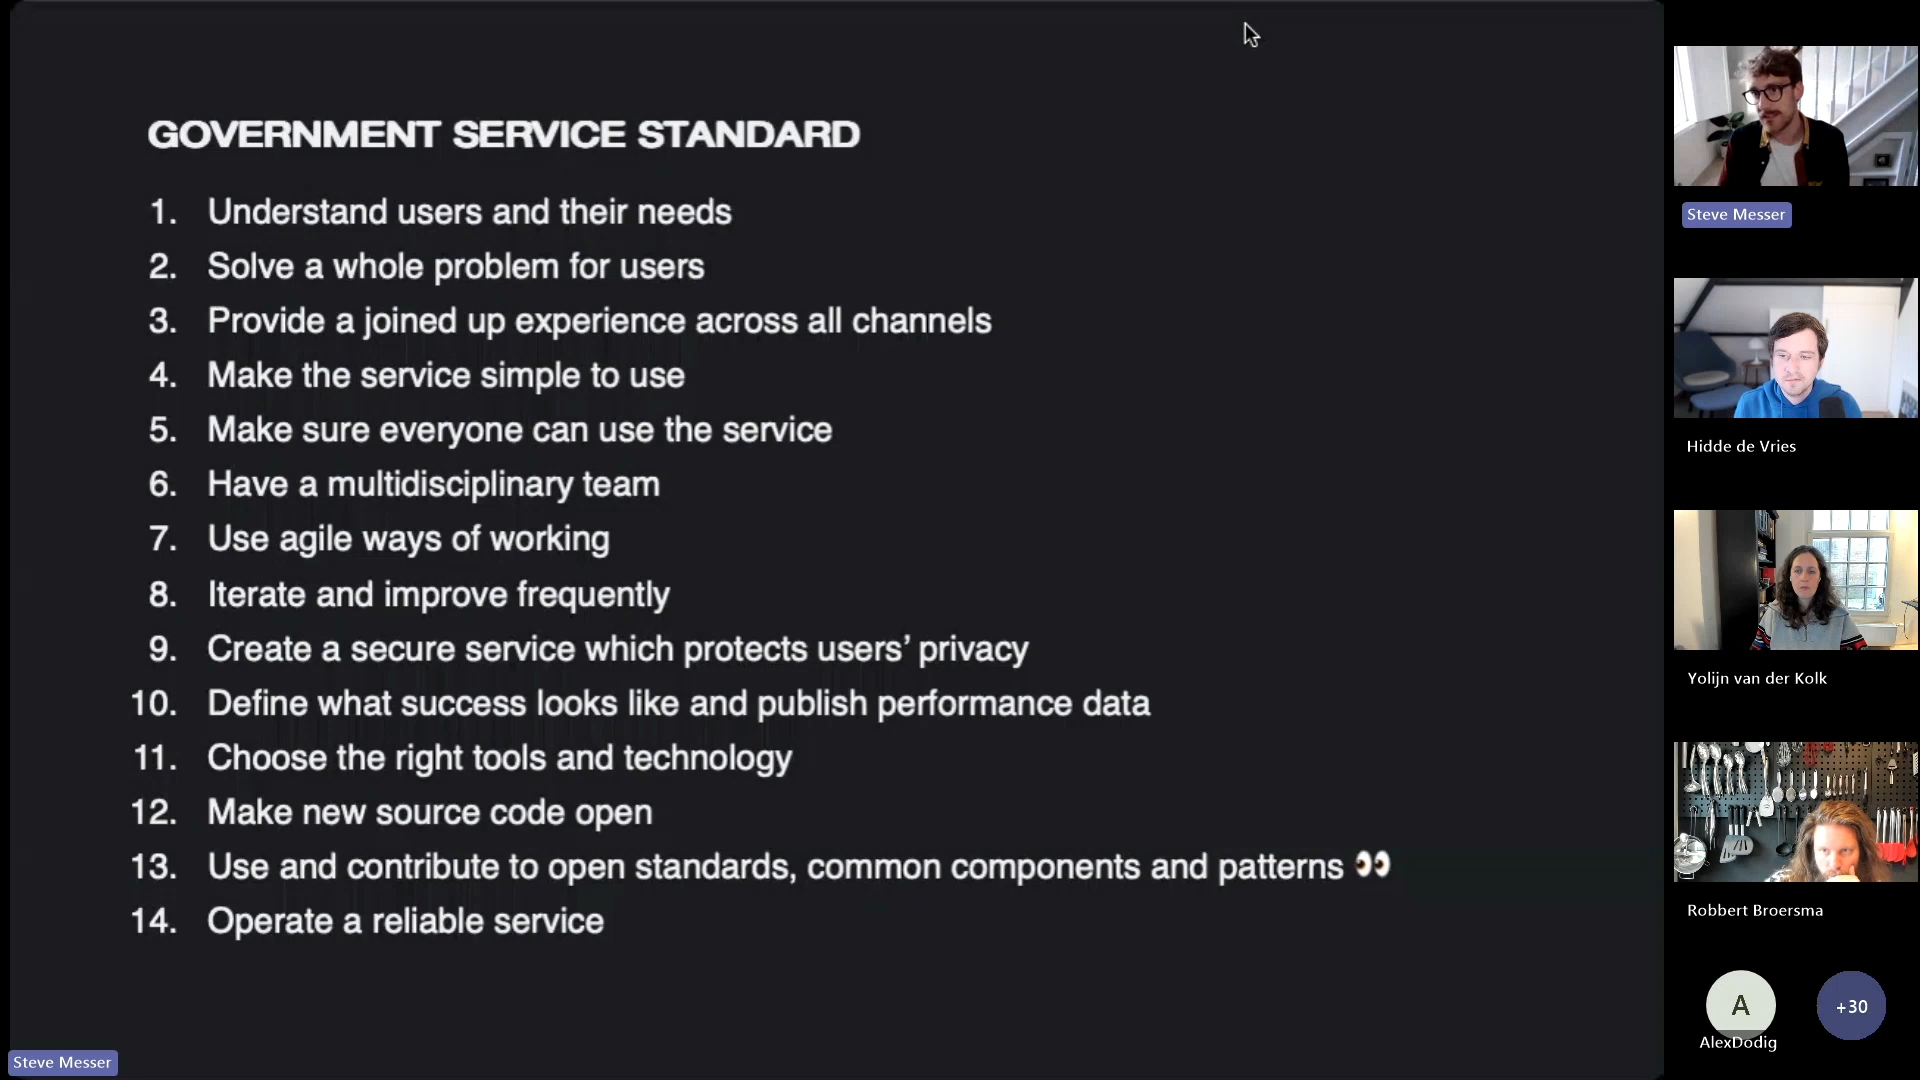 GOVERNMENT SERVICE STANDARD
1. Understand users and their needs
2. Solve a whole problem for users
3. Provide a joined up experience across all channels
4. Make the service simple to use
5. Make sure everyone can use the service
6. Have a multidisciplinary team
7. Use agile ways of working
8. Iterate and improve frequently
9. Create a secure service which protects users’ privacy
10. Define what success looks like and publish performance data
11. Choose the right tools and technology
12. Make new source code open
13. Use and contribute to open standards, common components and patterns 👀
14. Operate a reliable service
Steve Messer
Steve Messer
Hidde de Vries
Yolijn van der Kolk
Robbert Broersma
A
+30
AlexDodig